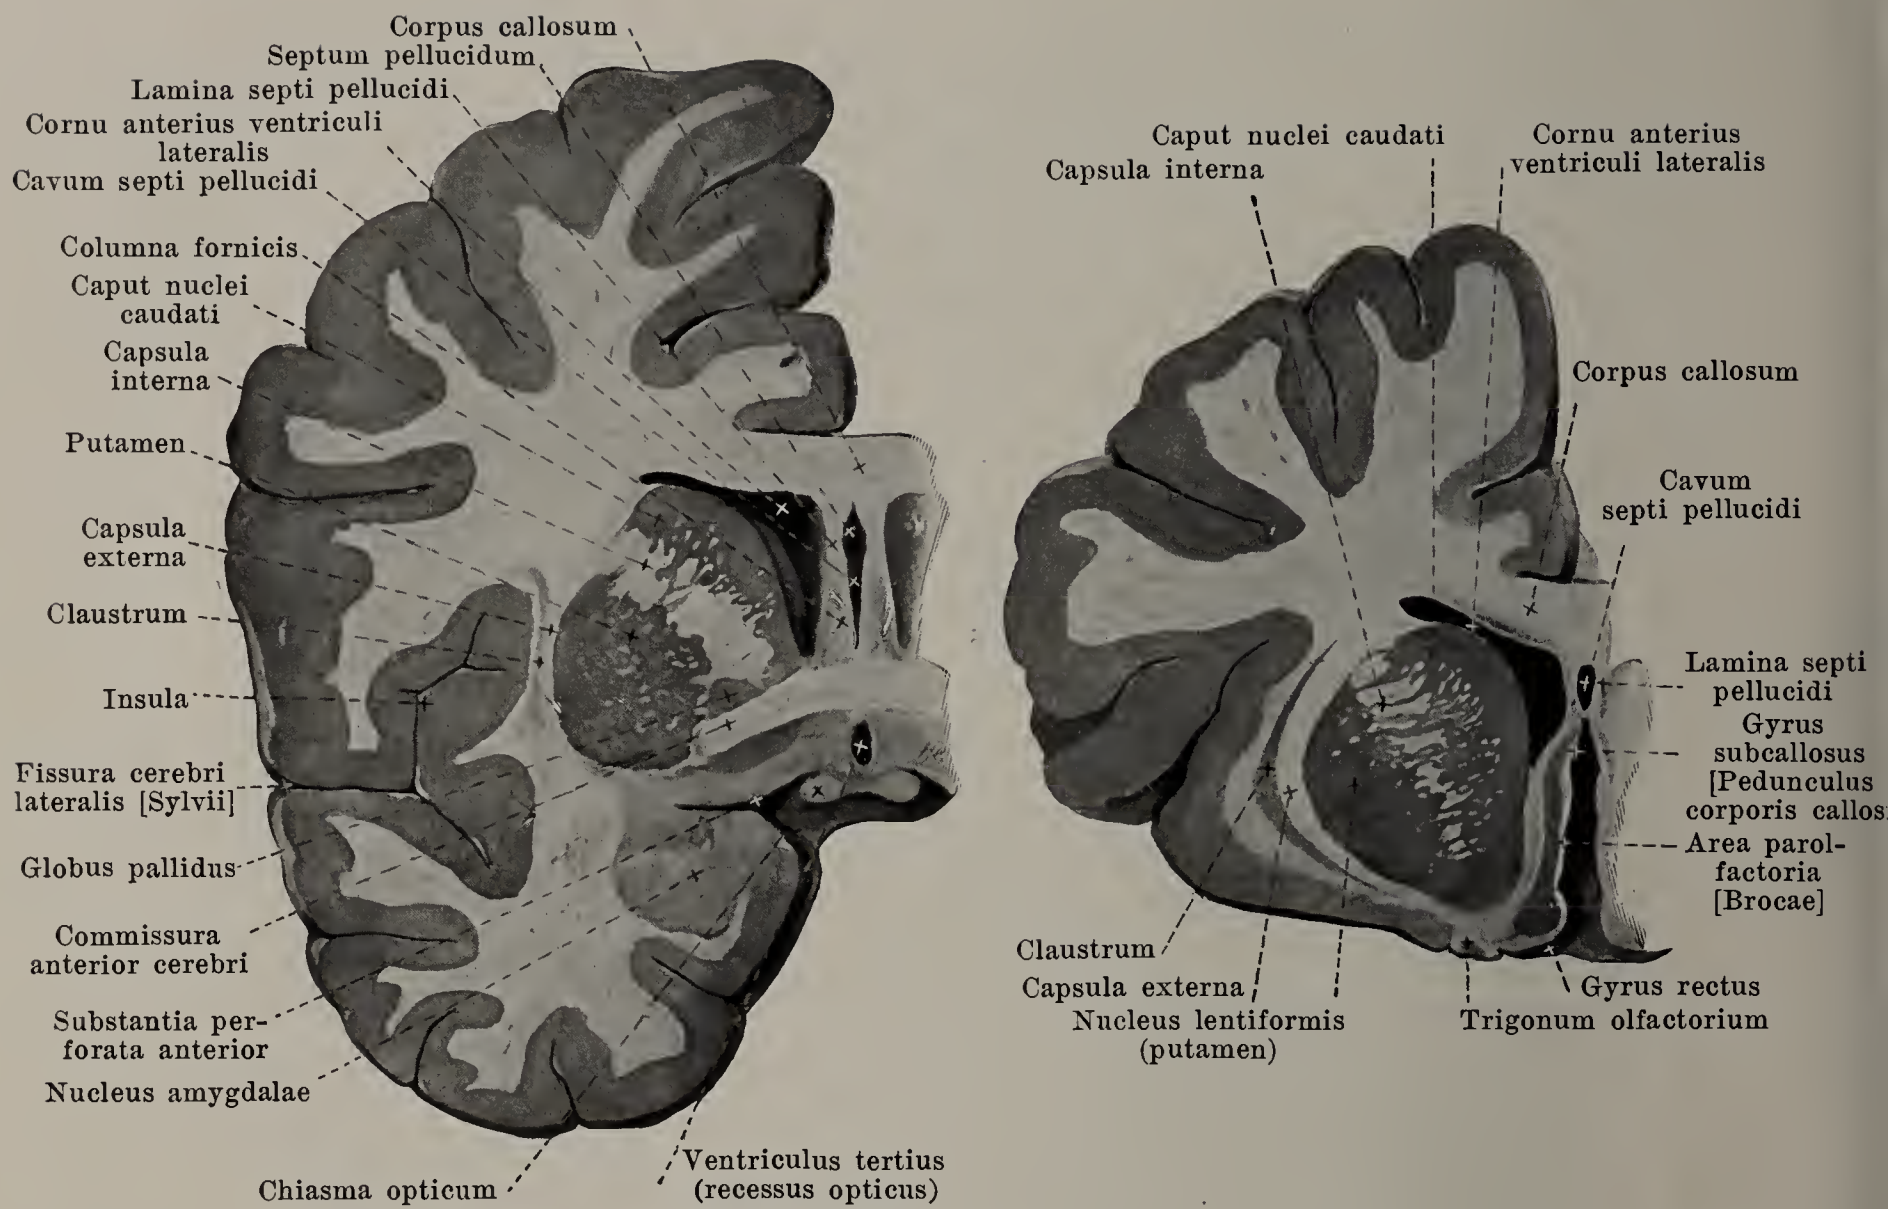 Corpus callosum
Septum pellucidum
Lamina septi pellucidi
Cornu anterius ventriculi
lateralis
Cavum septi pellucidi
Columna fornicis
Caput nuclei
caudati
Capsula
interna
Putamen
Capsula
externa
Claustrum
Insula
Fissura cerebri
lateralis [Sylvii]
Globus pallidus
Commissura
anterior cerebri
Substantia per-
forata anterior
Nucleus amygdalae
Chiasma opticum
Ventriculus tertius
(recessus opticus)
Caput nuclei caudati
Capsula interna
Cornu anterius
ventriculi lateralis
Corpus callosum
Cavum
septi pellucidi
Lamina septi
pellucidi
Gyrus
subcallosus
[Pedunculus
corporis callosi
Area parol-
factoria
[Brocae]
Claustrum
Capsula externa
Nucleus lentiformis
(putamen)
Gyrus rectus
Trigonum olfactorium